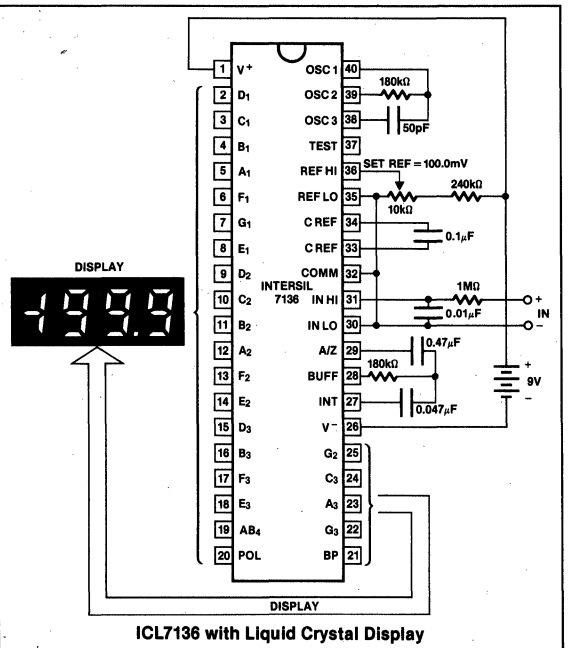 1 V+ OSC 1 40
180kΩ
2 D1 OSC 2 39
3 C1 OSC 3 38
50pF
4 B1 TEST 37
SET REF = 100.0mV
5 A1 REF HI 36
240kΩ
6 F1 REF LO 35
10kΩ
7 G1 C REF 34
0.1μF
8 E1 C REF 33
DISPLAY
9 D2 COMM 32
INTERSIL
7136
1MΩ
10 C2 IN HI 31
+
-199.9
0.01μF
IN
11 B2 IN LO 30
−
0.47μF
12 A2 A/Z 29
180kΩ
+
13 F2 BUFF 28
9V
14 E2 INT 27
−
0.047μF
15 D3 V− 26
16 B3 G2 25
17 F3 C3 24
18 E3 A3 23
19 AB4 G3 22
20 POL BP 21
DISPLAY
ICL7136 with Liquid Crystal Display